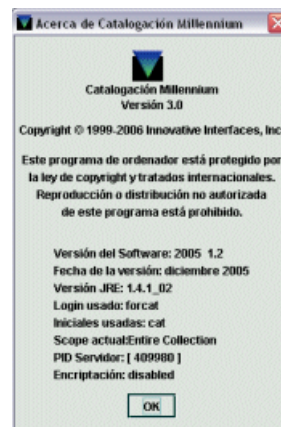 Acerca de Catalogación Millennium
Catalogación Millennium
Versión 3.0
Copyright © 1999-2006 Innovative Interfaces, Inc
Este programa de ordenador está protegido por
la ley de copyright y tratados internacionales.
Reproducción o distribución no autorizada
de este programa está prohibido.
Versión del Software: 2005 1.2
Fecha de la versión: diciembre 2005
Versión JRE: 1.4.1_02
Login usado: forcat
Iniciales usadas: cat
Scope actual:Entire Collection
PID Servidor: [ 409980 ]
Encriptación: disabled
OK